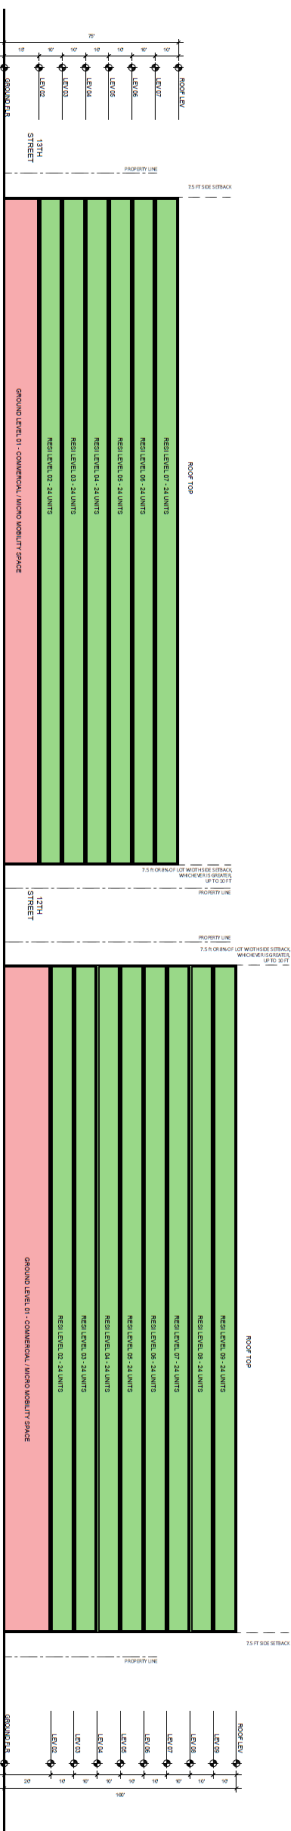 75'
15'
10'
10'
10'
10'
10'
10'
GROUND FLR
LEV 02
LEV 03
LEV 04
LEV 05
LEV 06
LEV 07
ROOF LEV
13TH
STREET
PROPERTY LINE
7.5 FT SIDE SETBACK
ROOF TOP
RESI LEVEL 07 - 24 UNITS
RESI LEVEL 06 - 24 UNITS
RESI LEVEL 05 - 24 UNITS
RESI LEVEL 04 - 24 UNITS
RESI LEVEL 03 - 24 UNITS
RESI LEVEL 02 - 24 UNITS
GROUND LEVEL 01 - COMMERCIAL / MICRO MOBILITY SPACE
7.5 FT OR 8% OF LOT WIDTH SIDE SETBACK,
WHICHEVER IS GREATER,
UP TO 30 FT
PROPERTY LINE
12TH
STREET
PROPERTY LINE
7.5 FT OR 8% OF LOT WIDTH SIDE SETBACK,
WHICHEVER IS GREATER,
UP TO 30 FT
ROOF TOP
RESI LEVEL 09 - 24 UNITS
RESI LEVEL 08 - 24 UNITS
RESI LEVEL 07 - 24 UNITS
RESI LEVEL 06 - 24 UNITS
RESI LEVEL 05 - 24 UNITS
RESI LEVEL 04 - 24 UNITS
RESI LEVEL 03 - 24 UNITS
RESI LEVEL 02 - 24 UNITS
GROUND LEVEL 01 - COMMERCIAL / MICRO MOBILITY SPACE
7.5 FT SIDE SETBACK
PROPERTY LINE
GROUND FLR
LEV 02
LEV 03
LEV 04
LEV 05
LEV 06
LEV 07
LEV 08
LEV 09
ROOF LEV
20'
10'
10'
10'
10'
10'
10'
10'
10'
100'